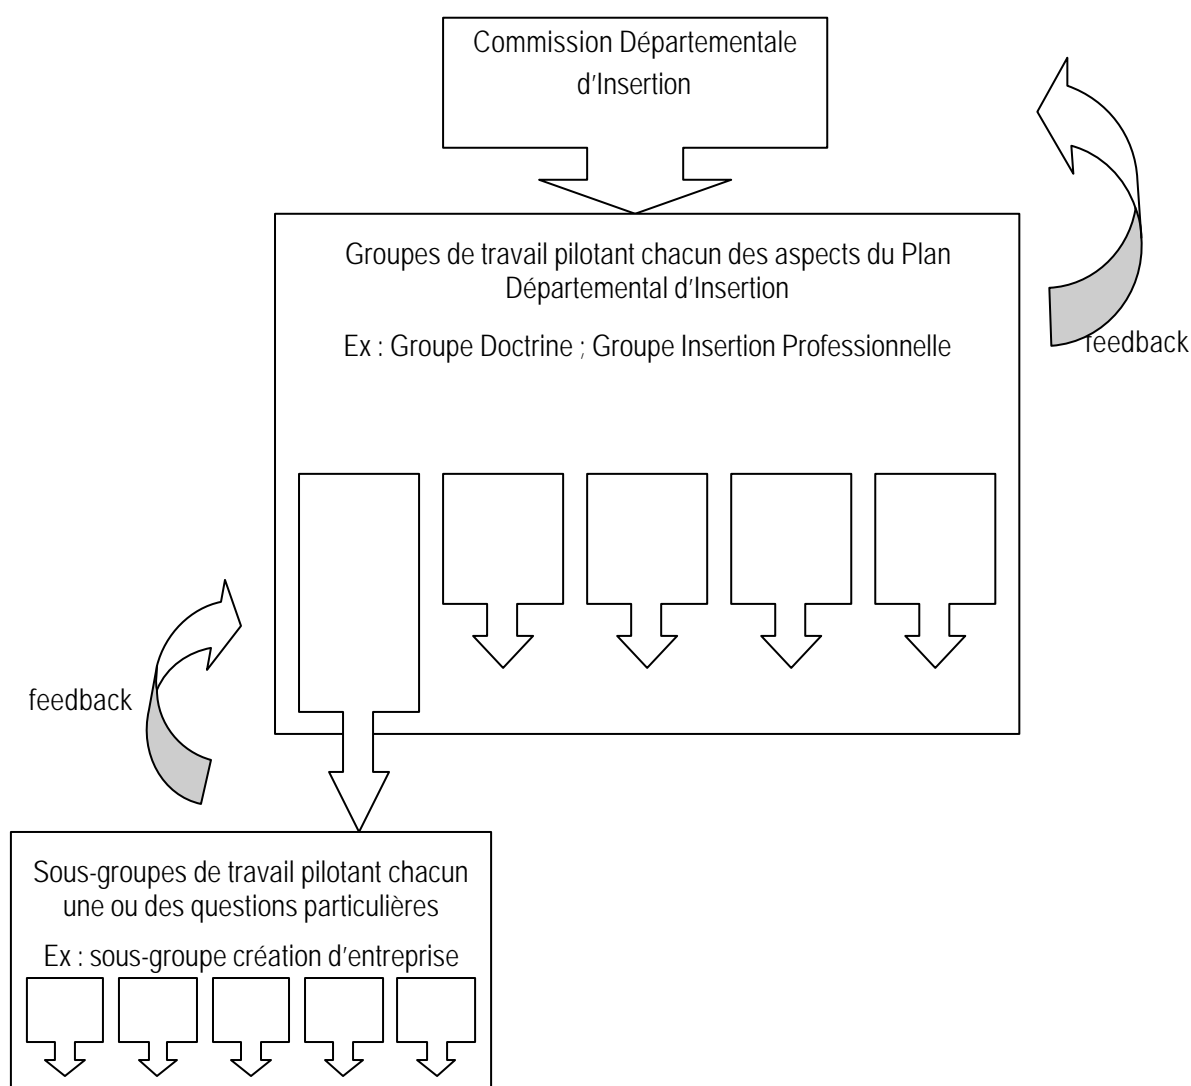 Commission Départementale
d'Insertion
Groupes de travail pilotant chacun des aspects du Plan
Départemental d'Insertion
Ex : Groupe Doctrine ; Groupe Insertion Professionnelle
feedback
feedback
Sous-groupes de travail pilotant chacun
une ou des questions particulières
Ex : sous-groupe création d'entreprise